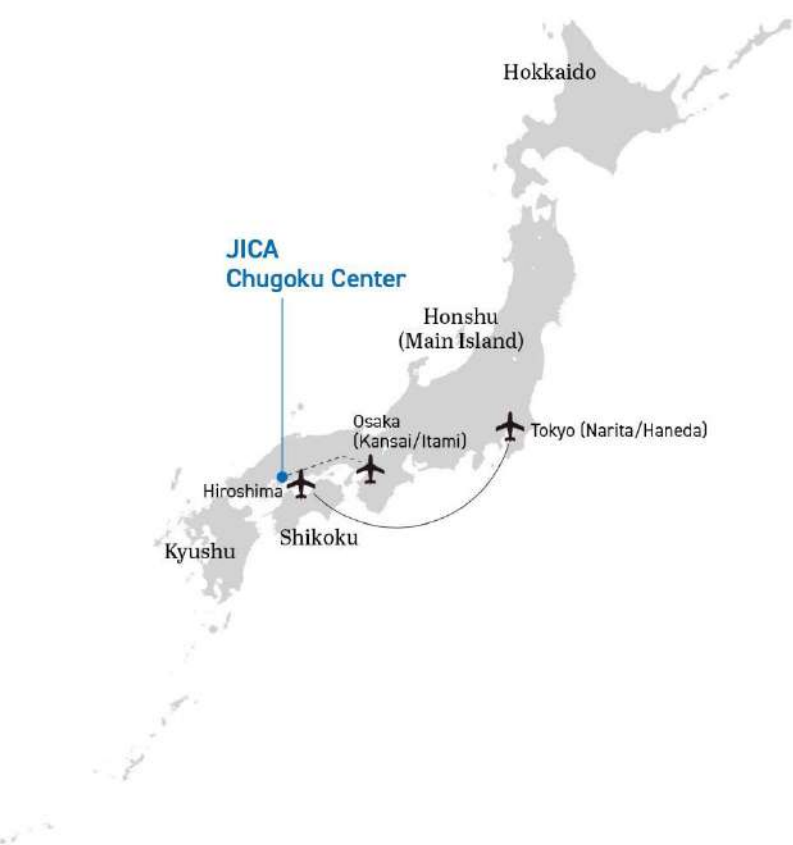 Hokkaido
JICA
Chugoku Center
Honshu
(Main Island)
Osaka
(Kansai/Itami)
Tokyo (Narita/Haneda)
Hiroshima
Shikoku
Kyushu